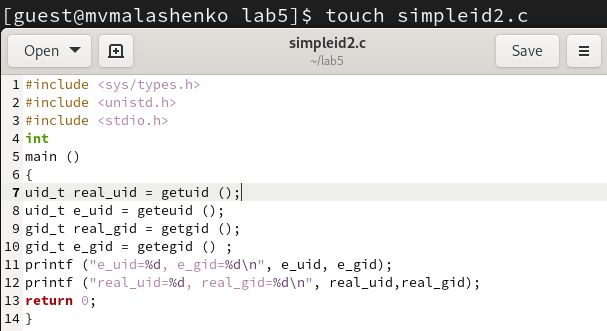 [guest@mvmalashenko lab5]$ touch simpleid2.c
Open
simpleid2.c
~/lab5
Save
1 #include <sys/types.h>
2 #include <unistd.h>
3 #include <stdio.h>
4 int
5 main ()
6 {
7 uid_t real_uid = getuid ();
8 uid_t e_uid = geteuid ();
9 gid_t real_gid = getgid ();
10 gid_t e_gid = getegid () ;
11 printf ("e_uid=%d, e_gid=%d\n", e_uid, e_gid);
12 printf ("real_uid=%d, real_gid=%d\n", real_uid,real_gid);
13 return 0;
14 }